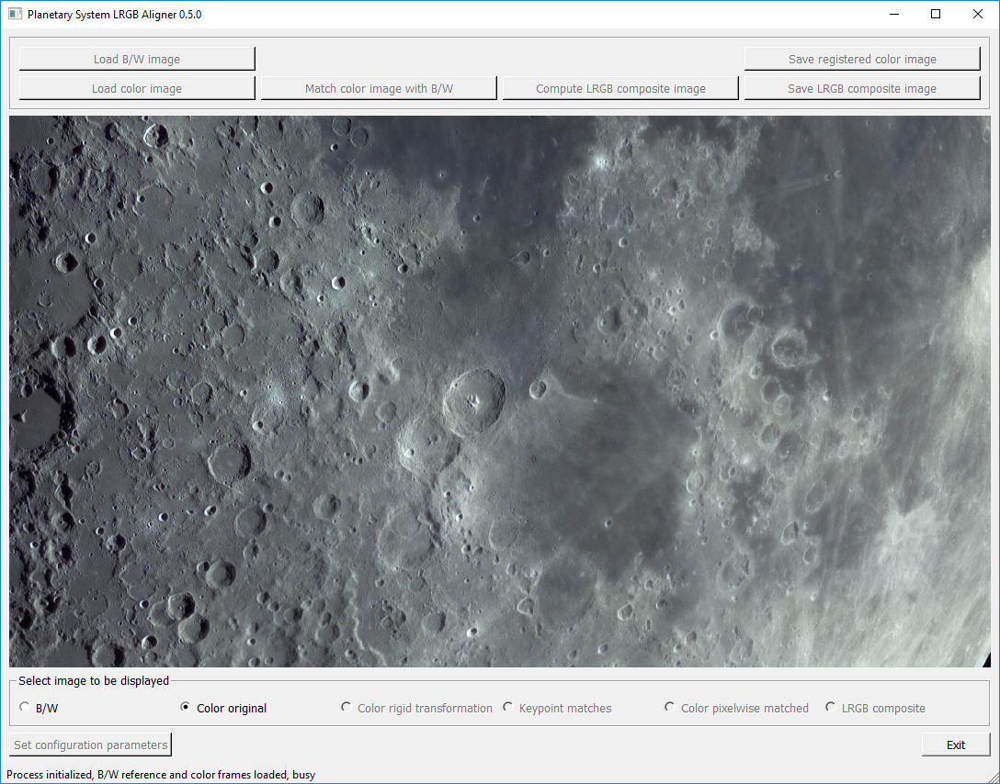 Planetary System LRGB Aligner 0.5.0
Load B/W image
Save registered color image
Load color image
Match color image with B/W
Compute LRGB composite image
Save LRGB composite image
Select image to be displayed
B/W
Color original
Color rigid transformation
Keypoint matches
Color pixelwise matched
LRGB composite
Set configuration parameters
Exit
Process initialized, B/W reference and color frames loaded, busy